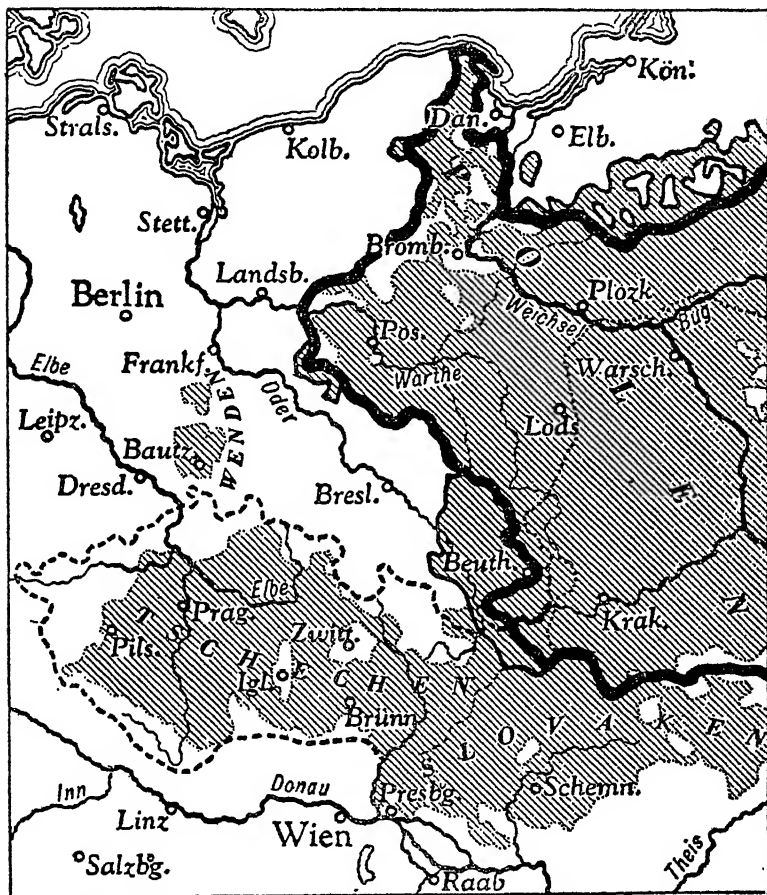 Kön.
Strals.
Dan.
Kolb.
Elb.
Stett.
Bromb.
Landsb.
Plozk
Berlin
Weichsel
Bug
Pos.
Frankf.
Warthe
Warsch.
Elbe
Oder
Lods
Leipz.
WENDEN
Bautz.
Dresd.
Bresl.
POLEN
Beuth.
Elbe
Prag.
Krak.
Pils.
Zwitt.
TSCHECHEN
Igl.
Brünn
SLOVAKEN
Inn
Donau
Presbg.
Schemn.
Linz
Wien
Theis
Salzbg.
Raab